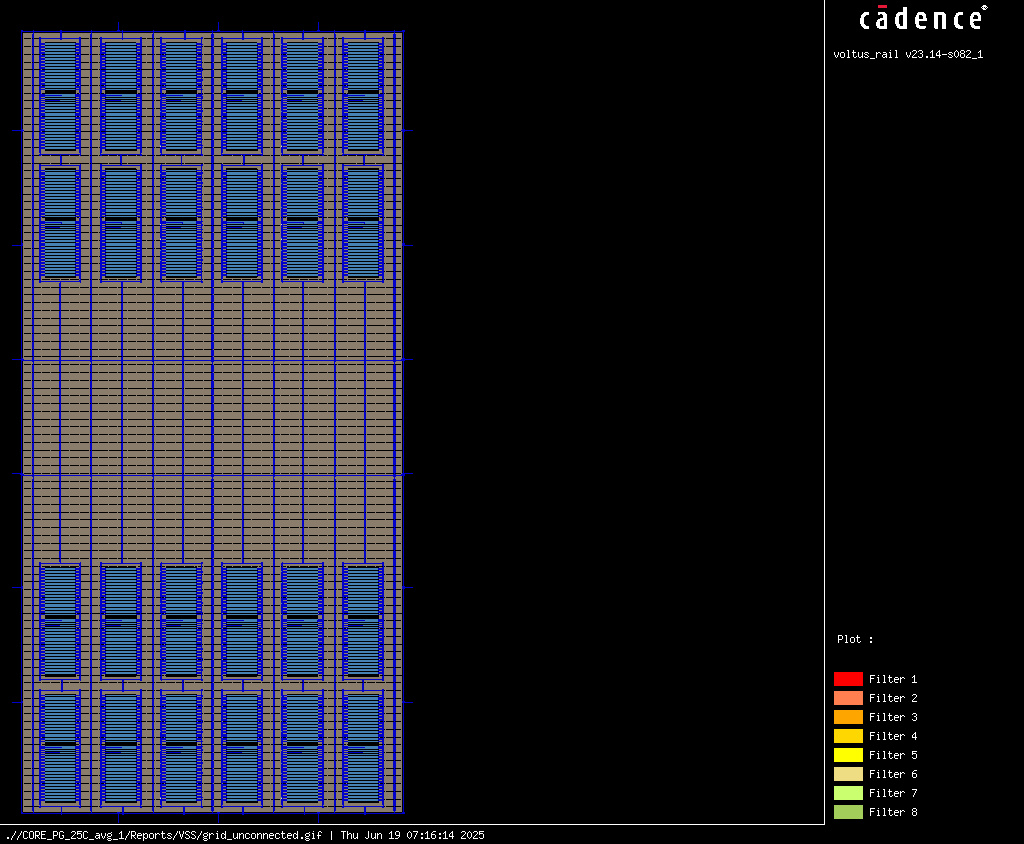 cādence®
voltus_rail v23.14-s082_1
Plot :
Filter 1
Filter 2
Filter 3
Filter 4
Filter 5
Filter 6
Filter 7
Filter 8
.//CORE_PG_25C_avg_1/Reports/VSS/grid_unconnected.gif | Thu Jun 19 07:16:14 2025